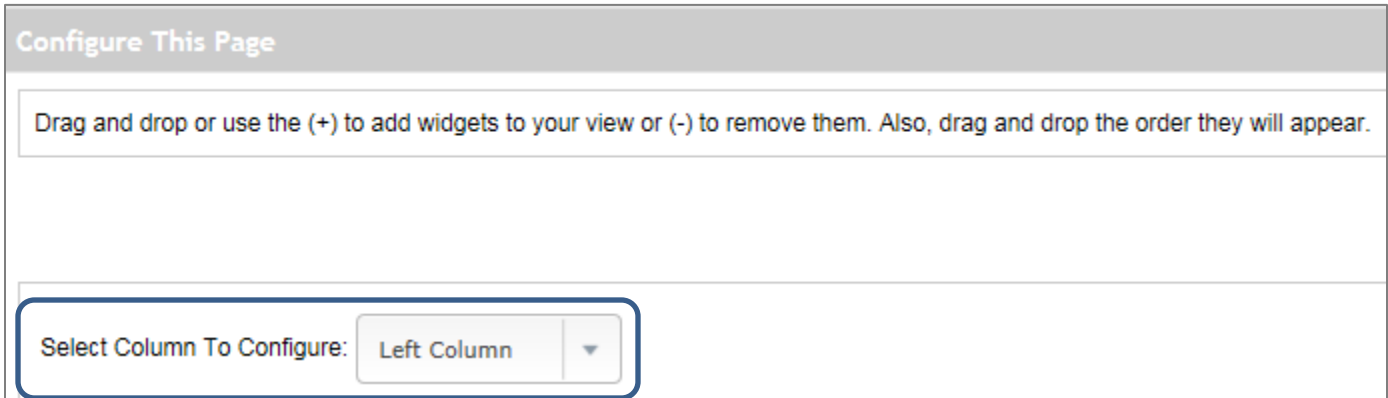 Configure This Page
Drag and drop or use the (+) to add widgets to your view or (-) to remove them. Also, drag and drop the order they will appear.
Select Column To Configure: Left Column